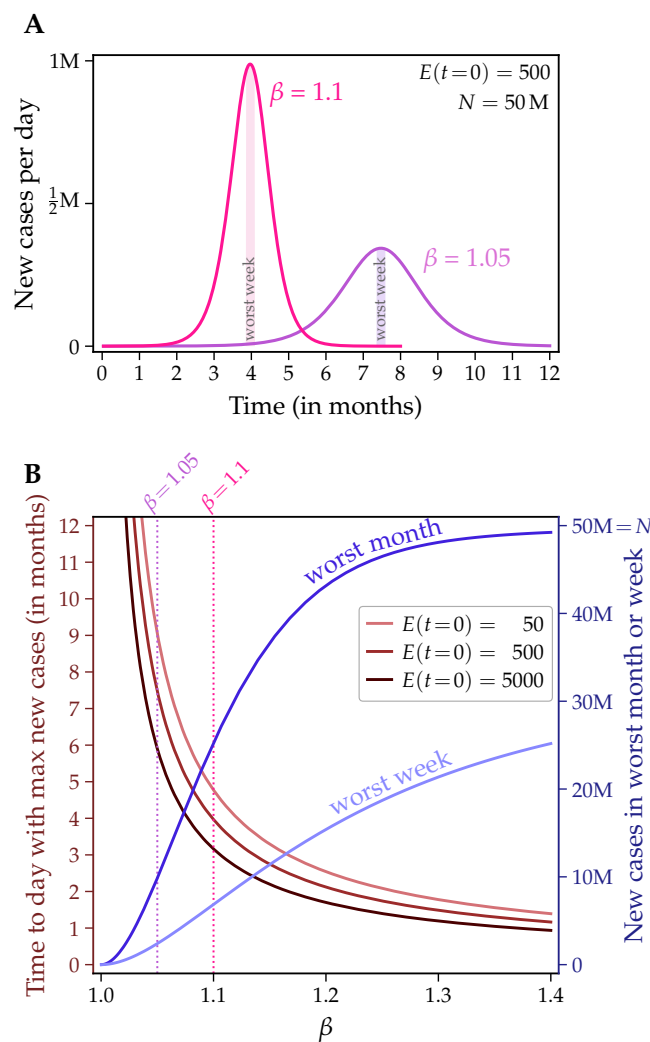 A
1M
½M
0
New cases per day
E(t=0) = 500
N = 50 M
β = 1.1
β = 1.05
worst week
worst week
0 1 2 3 4 5 6 7 8 9 10 11 12
Time (in months)
B
β = 1.05
β = 1.1
Time to day with max new cases (in months)
12
11
10
9
8
7
6
5
4
3
2
1
0
worst month
worst week
E(t=0) = 50
E(t=0) = 500
E(t=0) = 5000
50M=N
40M
30M
20M
10M
0
New cases in worst month or week
1.0 1.1 1.2 1.3 1.4
β